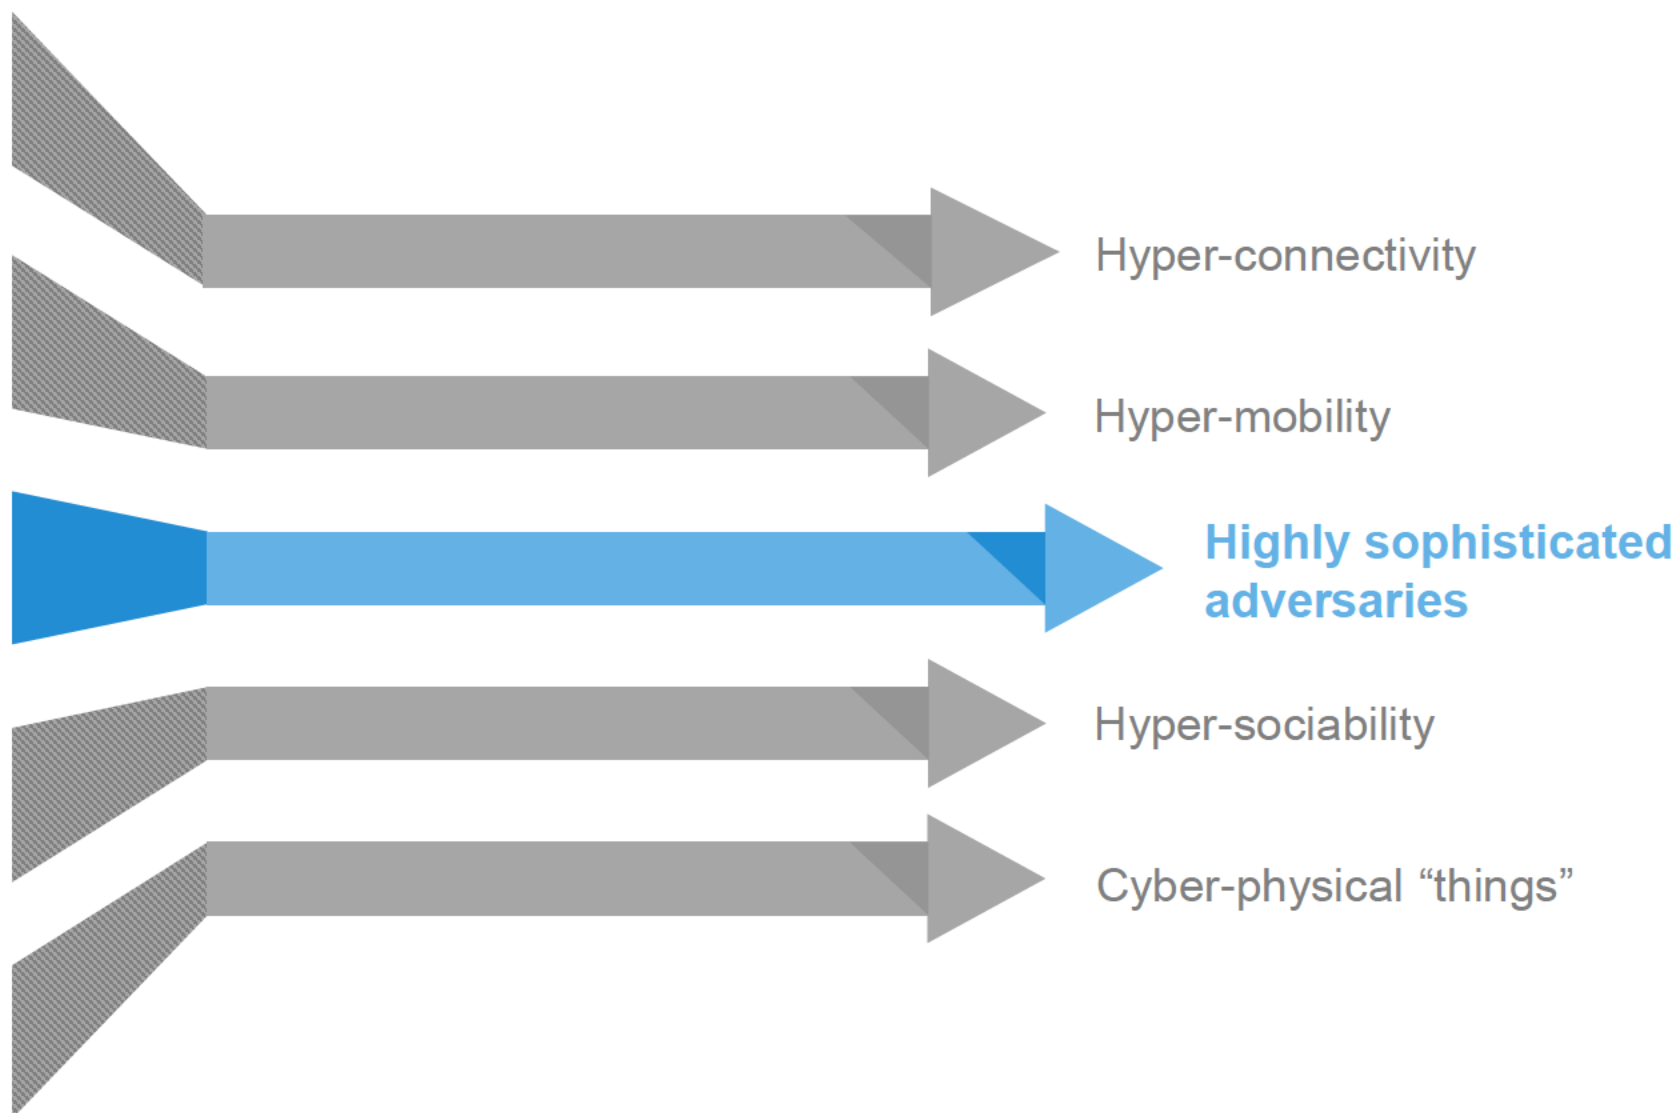 Hyper-connectivity
Hyper-mobility
Highly sophisticated
adversaries
Hyper-sociability
Cyber-physical “things”